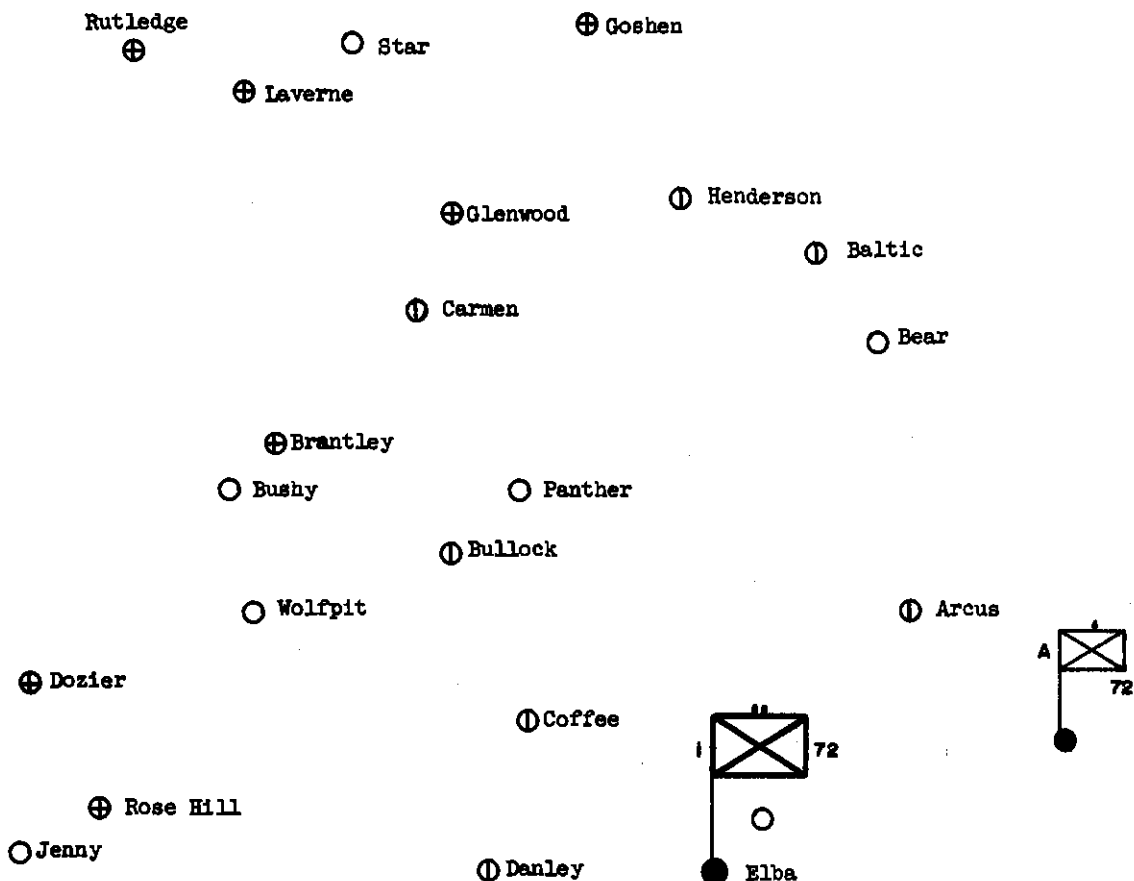 Rutledge
Goshen
Star
Laverne
Henderson
Glenwood
Baltic
Carmen
Bear
Brantley
Bushy
Panther
Bullock
Wolfpit
Arcus
A
72
Dozier
Coffee
1
72
Rose Hill
Jenny
Danley
Elba